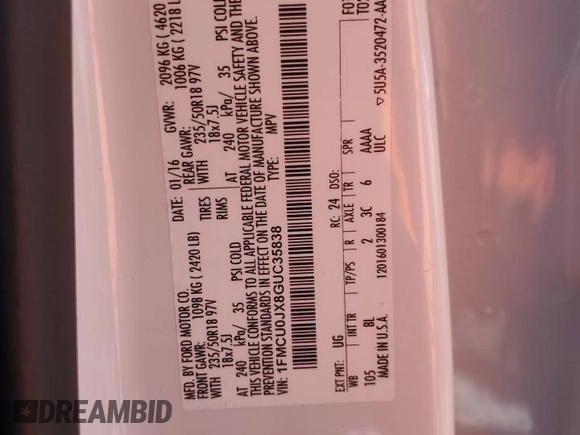 MFD. BY FORD MOTOR CO. DATE: 01/16 GVWR: 2096 KG ( 4620
FRONT GAWR: 1098 KG ( 2420 LB) REAR GAWR: 1006 KG ( 2218 L
WITH 235/50R18 97V TIRES WITH 235/50R18 97V
18x7.5J RIMS 18x7.5J
AT 240 kPa/ 35 PSI COLD AT 240 kPa/ 35 PSI COLD
THIS VEHICLE CONFORMS TO ALL APPLICABLE FEDERAL MOTOR VEHICLE SAFETY AND THE
PREVENTION STANDARDS IN EFFECT ON THE DATE OF MANUFACTURE SHOWN ABOVE.
VIN: 1FMCU0JX8GUC35838 TYPE: MPV
EXT PNT: UG RC: 24 DSO: FO
WB INT TR TP/PS R AXLE TR SPR
105 8L 2 3C 6 AAAA
MADE IN U.S.A. 1201601300184 ULC
▽5U5A-3520472-AA
DREAMBID